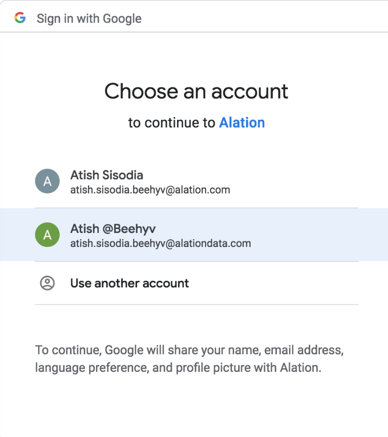 Sign in with Google
Choose an account
to continue to Alation
A
Atish Sisodia
atish.sisodia.beehyv@alation.com
A
Atish @Beehyv
atish.sisodia.beehyv@alationdata.com
Use another account
To continue, Google will share your name, email address,
language preference, and profile picture with Alation.